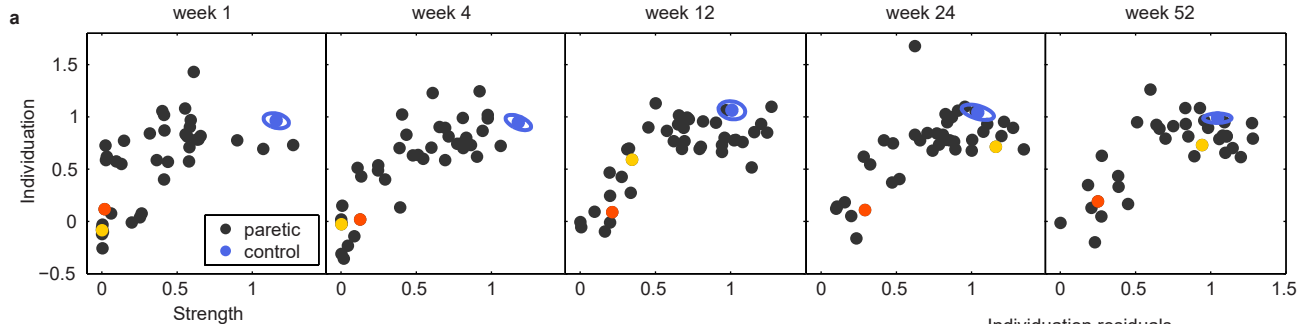 a
week 1 week 4 week 12 week 24 week 52
1.5
1
0.5
0
−0.5
Individuation
paretic
control
0 0.5 1 0 0.5 1 0 0.5 1 0 0.5 1 0 0.5 1 1.5
Strength
Individuation residuals